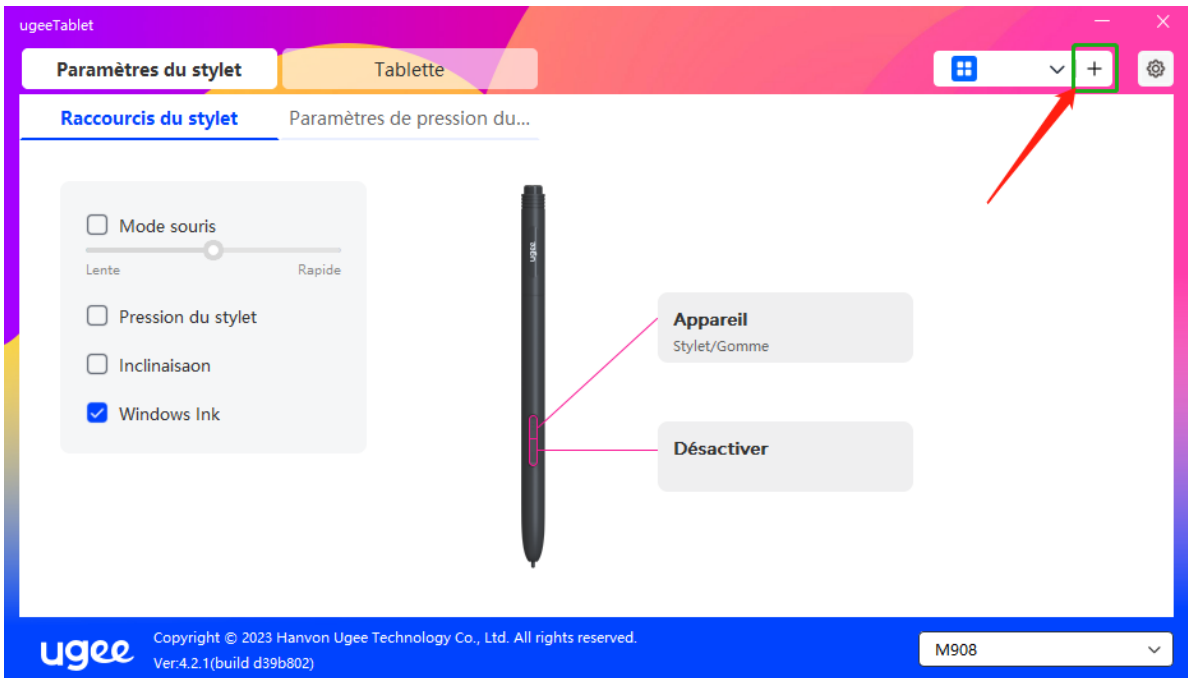 ugeeTablet
Paramètres du stylet
Tablette
Raccourcis du stylet
Paramètres de pression du...
Mode souris
Lente
Rapide
Pression du stylet
Inclinaisaon
Windows Ink
ugee
Appareil
Stylet/Gomme
Désactiver
ugee
Copyright © 2023 Hanvon Ugee Technology Co., Ltd. All rights reserved.
Ver:4.2.1(build d39b802)
M908